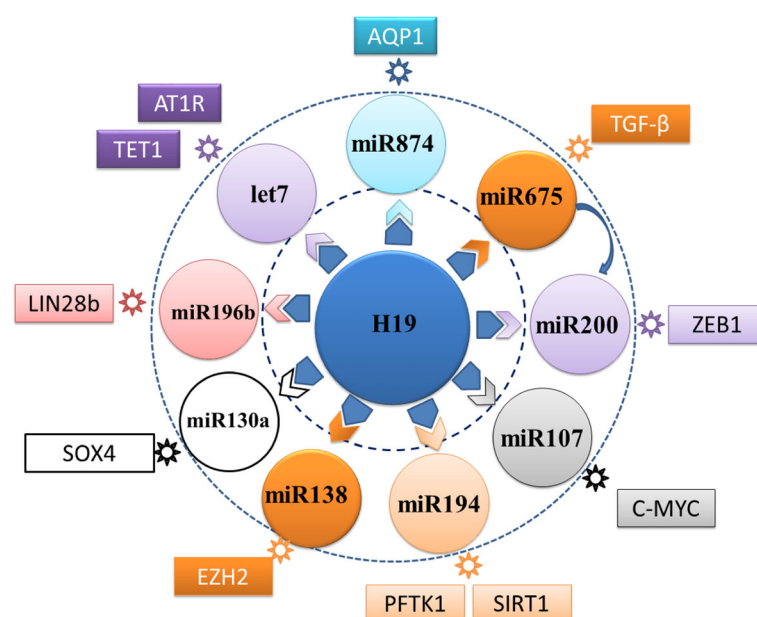 AQP1
AT1R
TGF-β
TET1
miR874
let7
miR675
LIN28b
miR196b
H19
miR200
ZEB1
miR130a
SOX4
miR107
miR138
miR194
C-MYC
EZH2
PFTK1
SIRT1